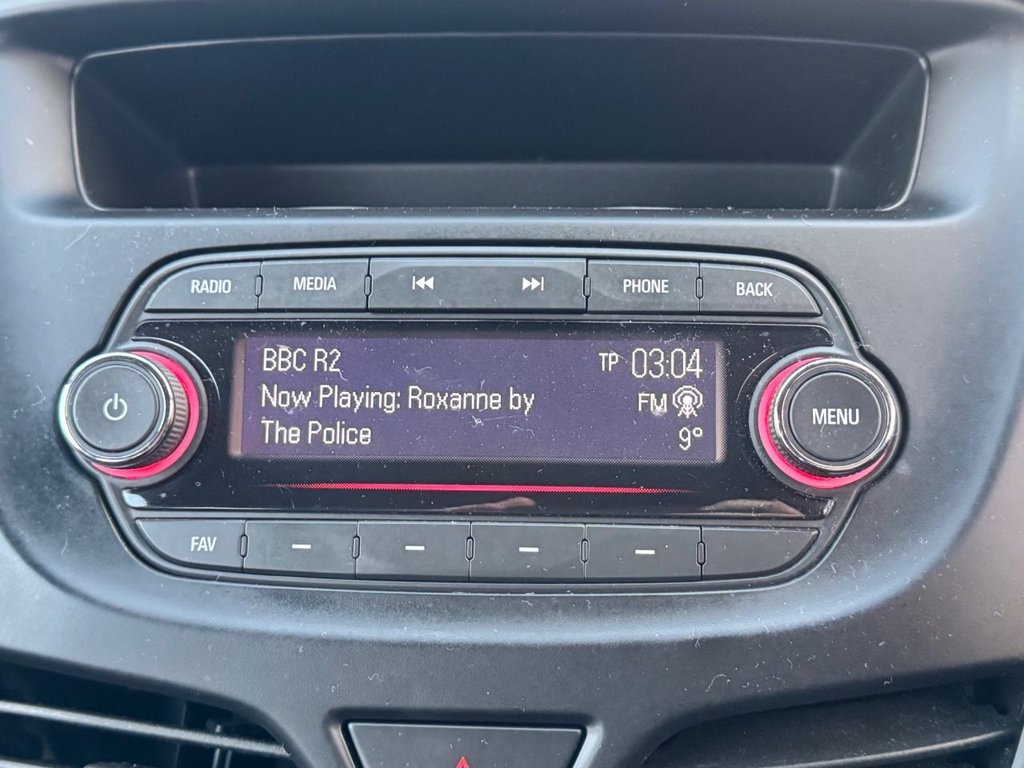 RADIO MEDIA PHONE BACK
BBC R2 TP 03:04
Now Playing: Roxanne by FM
The Police 9°
MENU
FAV